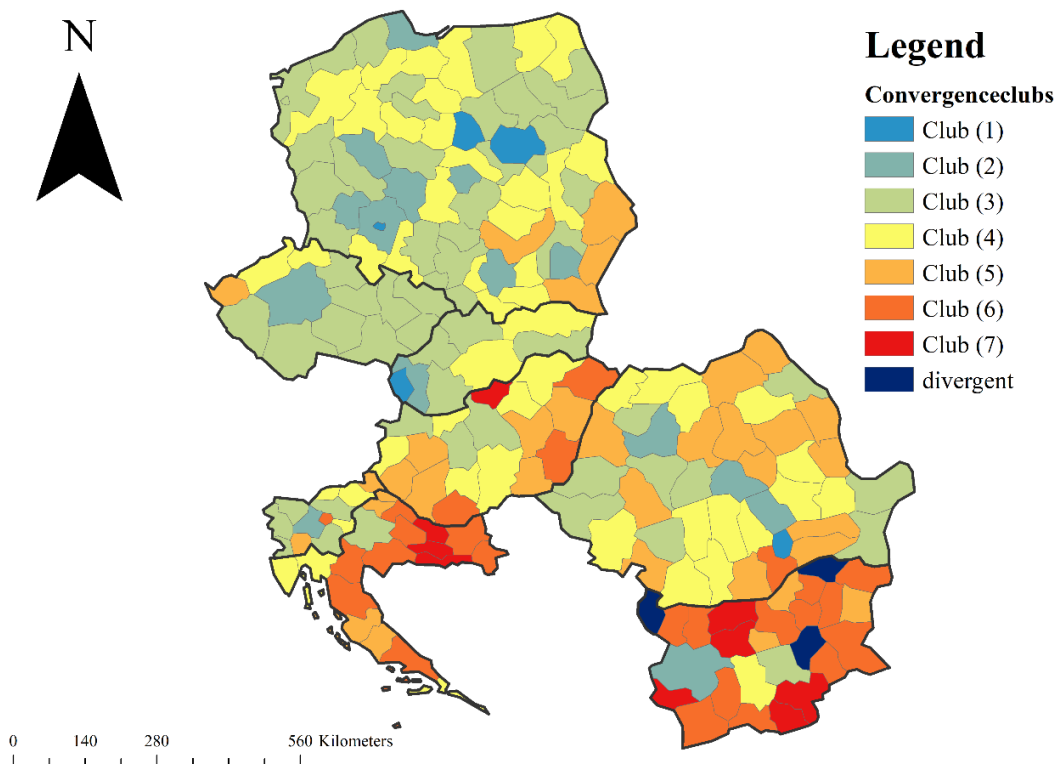 N
Legend
Convergenceclubs
Club (1)
Club (2)
Club (3)
Club (4)
Club (5)
Club (6)
Club (7)
divergent
0 140 280 560 Kilometers